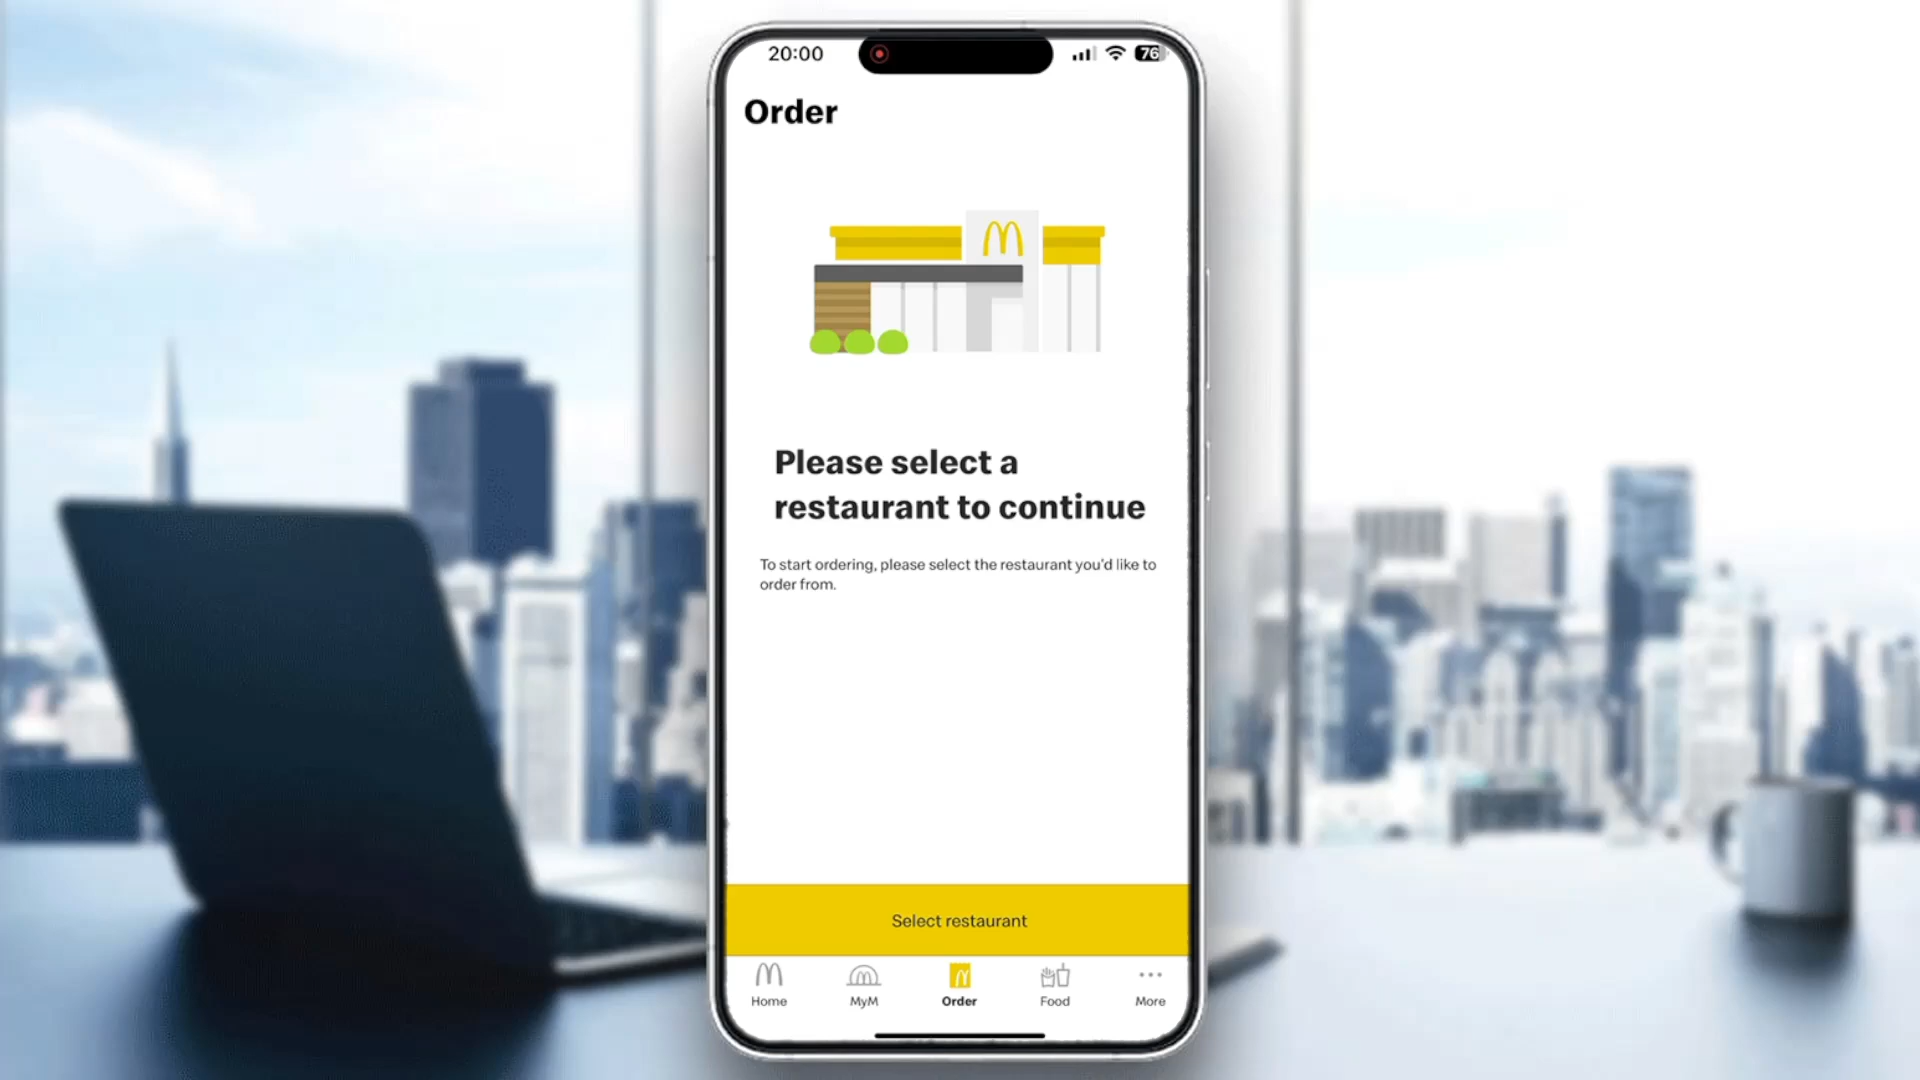 20:00
76
Order
Please select a
restaurant to continue
To start ordering, please select the restaurant you'd like to
order from.
Select restaurant
Home
MyM
Order
Food
More